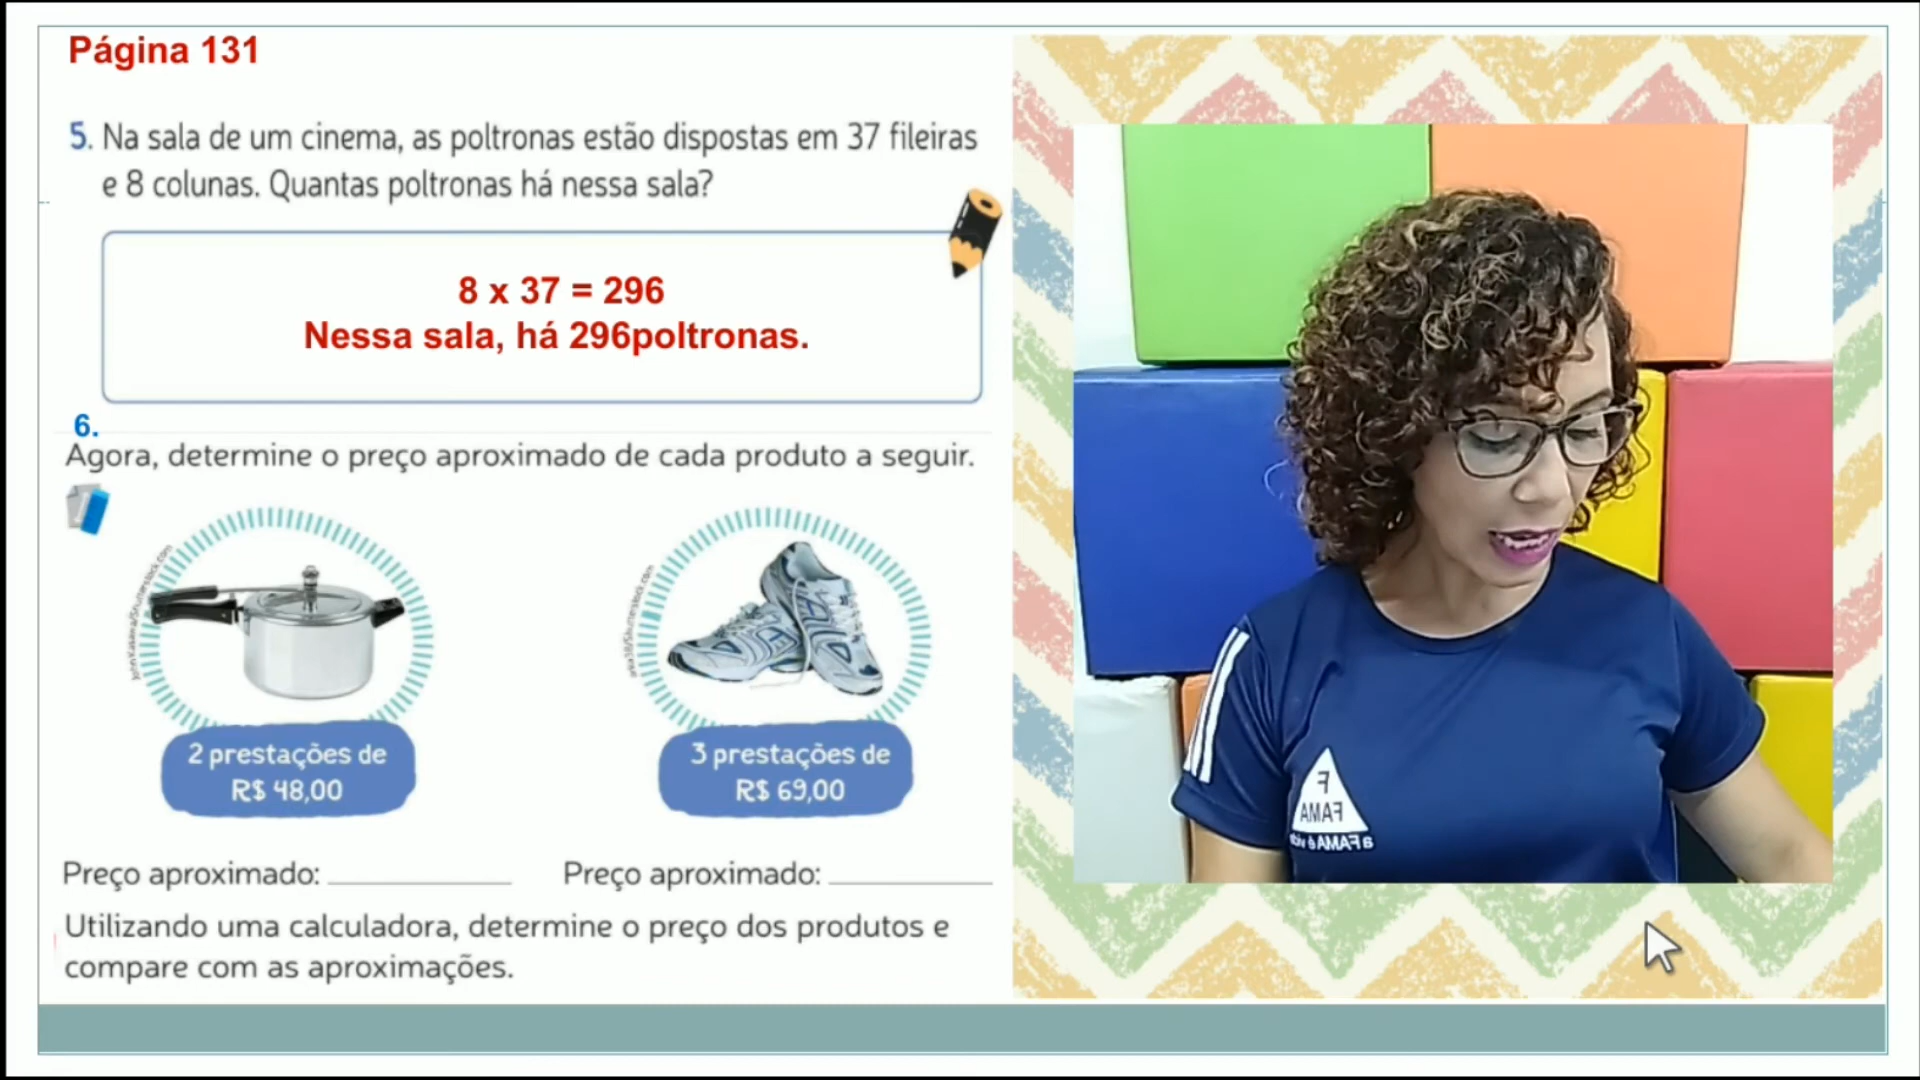 Página 131
5. Na sala de um cinema, as poltronas estão dispostas em 37 fileiras
e 8 colunas. Quantas poltronas há nessa sala?
8 x 37 = 296
Nessa sala, há 296poltronas.
6.
Agora, determine o preço aproximado de cada produto a seguir.
2 prestações de
R$ 48,00
3 prestações de
R$ 69,00
Preço aproximado:
Preço aproximado:
Utilizando uma calculadora, determine o preço dos produtos e
compare com as aproximações.
F
FAMA